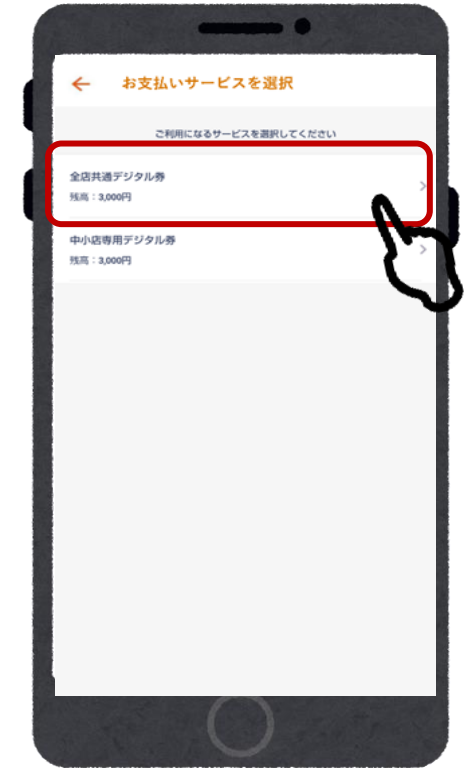 お支払いサービスを選択
ご利用になるサービスを選択してください
全店共通デジタル券
残高：3,000円
中小店専用デジタル券
残高：3,000円